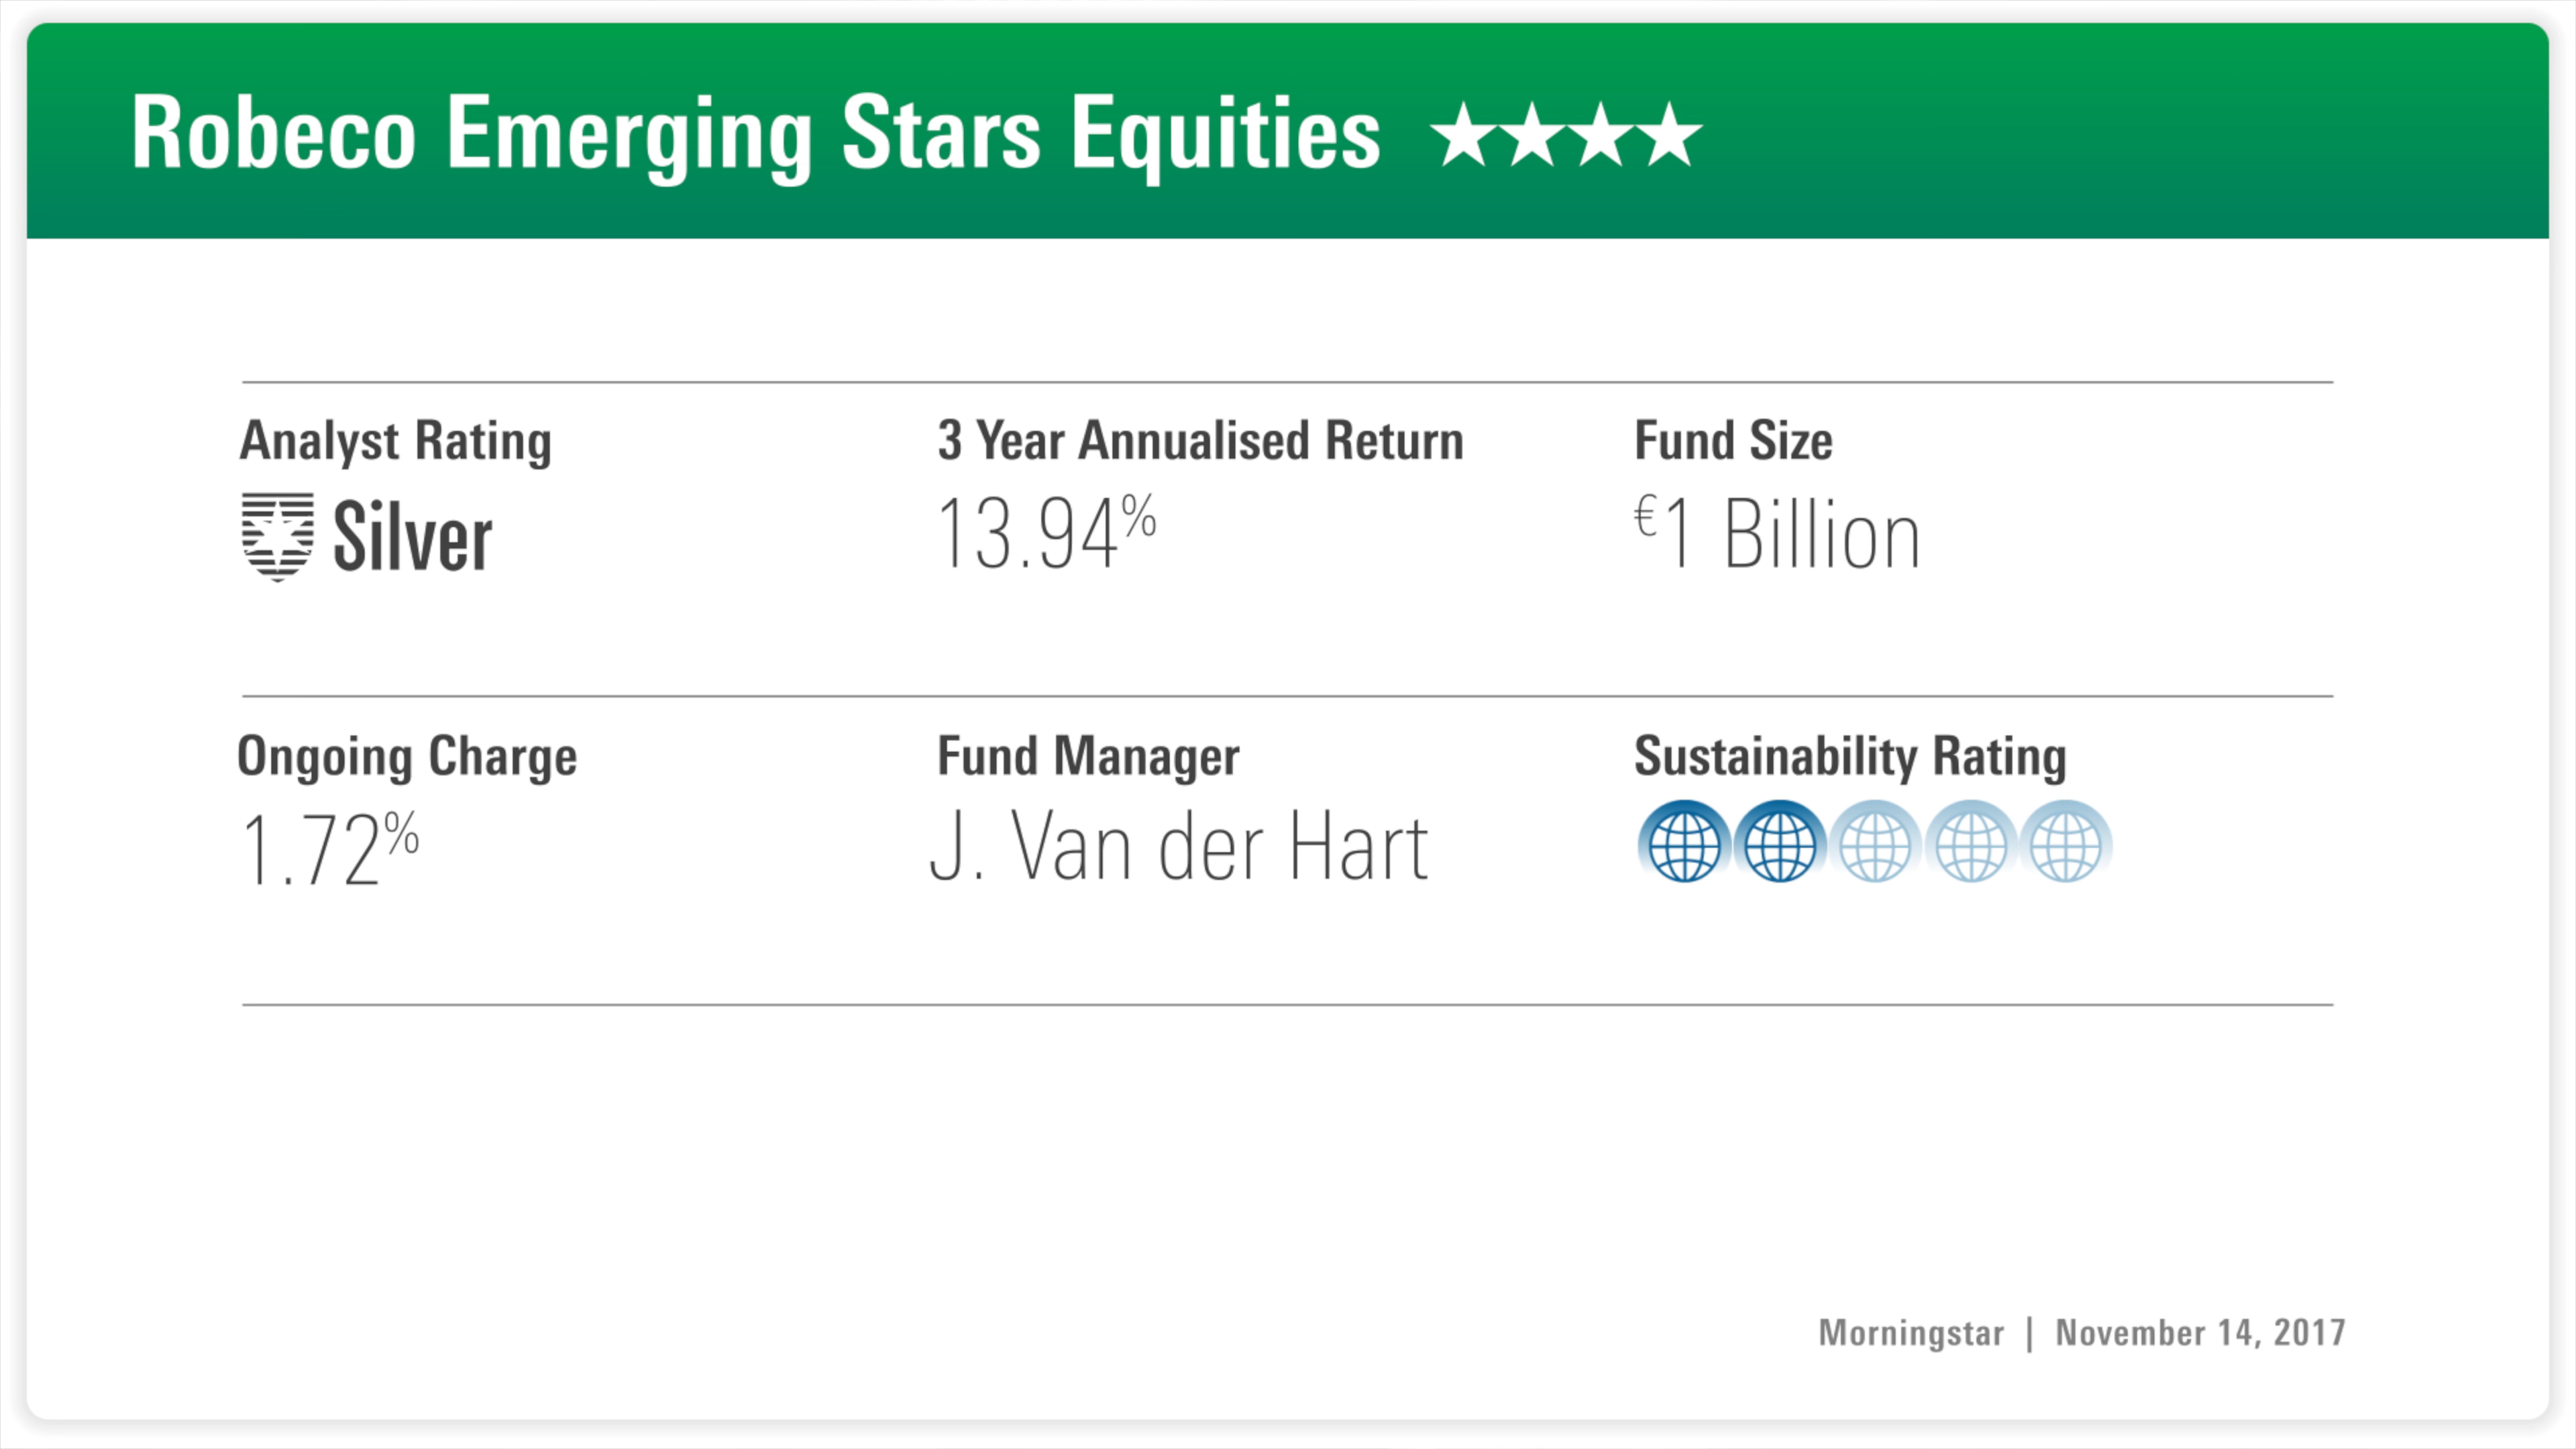 Robeco Emerging Stars Equities ★★★★
Analyst Rating
Silver
3 Year Annualised Return
13.94%
Fund Size
€1 Billion
Ongoing Charge
1.72%
Fund Manager
J. Van der Hart
Sustainability Rating
Morningstar | November 14, 2017